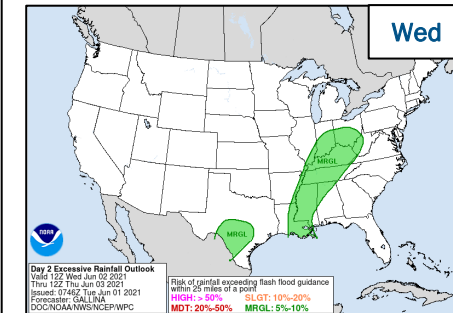 Wed
MRGL
MRGL
NOAA
Day 2 Excessive Rainfall Outlook
Valid 12Z Wed Jun 02 2021
Thru 12Z Thu Jun 03 2021
Issued: 0746Z Tue Jun 01 2021
Forecaster: GALLINA
DOC/NOAA/NWS/NCEP/WPC
Risk of rainfall exceeding flash flood guidance
within 25 miles of a point
HIGH: > 50% SLGT: 10%-20%
MDT: 20%-50% MRGL: 5%-10%